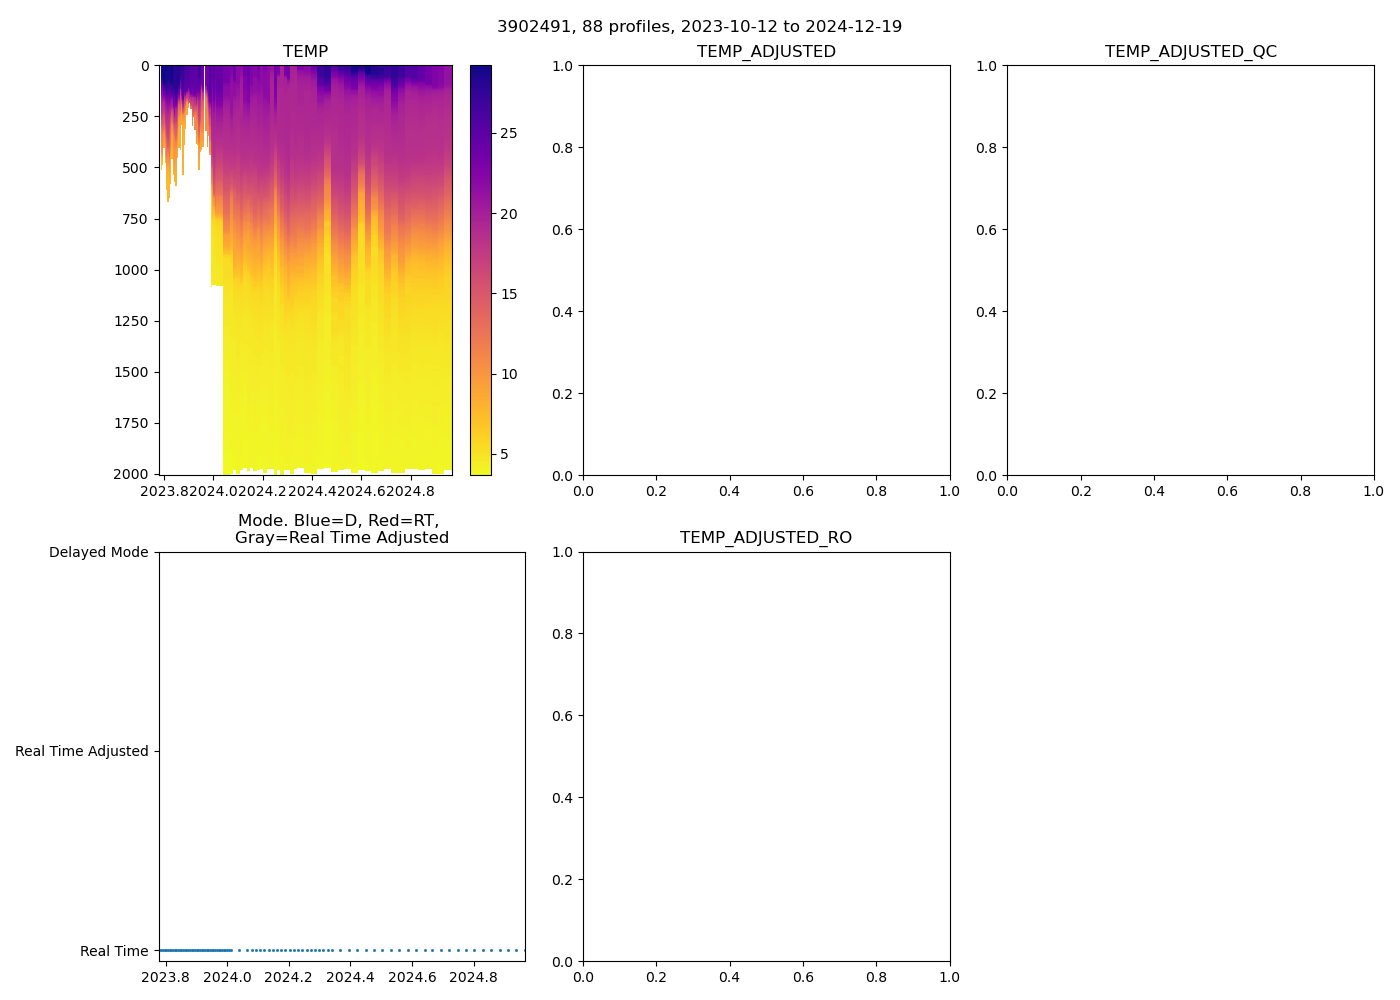 3902491, 88 profiles, 2023-10-12 to 2024-12-19
TEMP
0
250
500
750
1000
1250
1500
1750
2000
2023.82024.02024.22024.42024.62024.8
25
20
15
10
5
TEMP_ADJUSTED
1.0
0.8
0.6
0.4
0.2
0.0
0.0 0.2 0.4 0.6 0.8 1.0
TEMP_ADJUSTED_QC
1.0
0.8
0.6
0.4
0.2
0.0
0.0 0.2 0.4 0.6 0.8 1.0
Mode. Blue=D, Red=RT,
Gray=Real Time Adjusted
Delayed Mode
Real Time Adjusted
Real Time
2023.8 2024.0 2024.2 2024.4 2024.6 2024.8
TEMP_ADJUSTED_RO
1.0
0.8
0.6
0.4
0.2
0.0
0.0 0.2 0.4 0.6 0.8 1.0